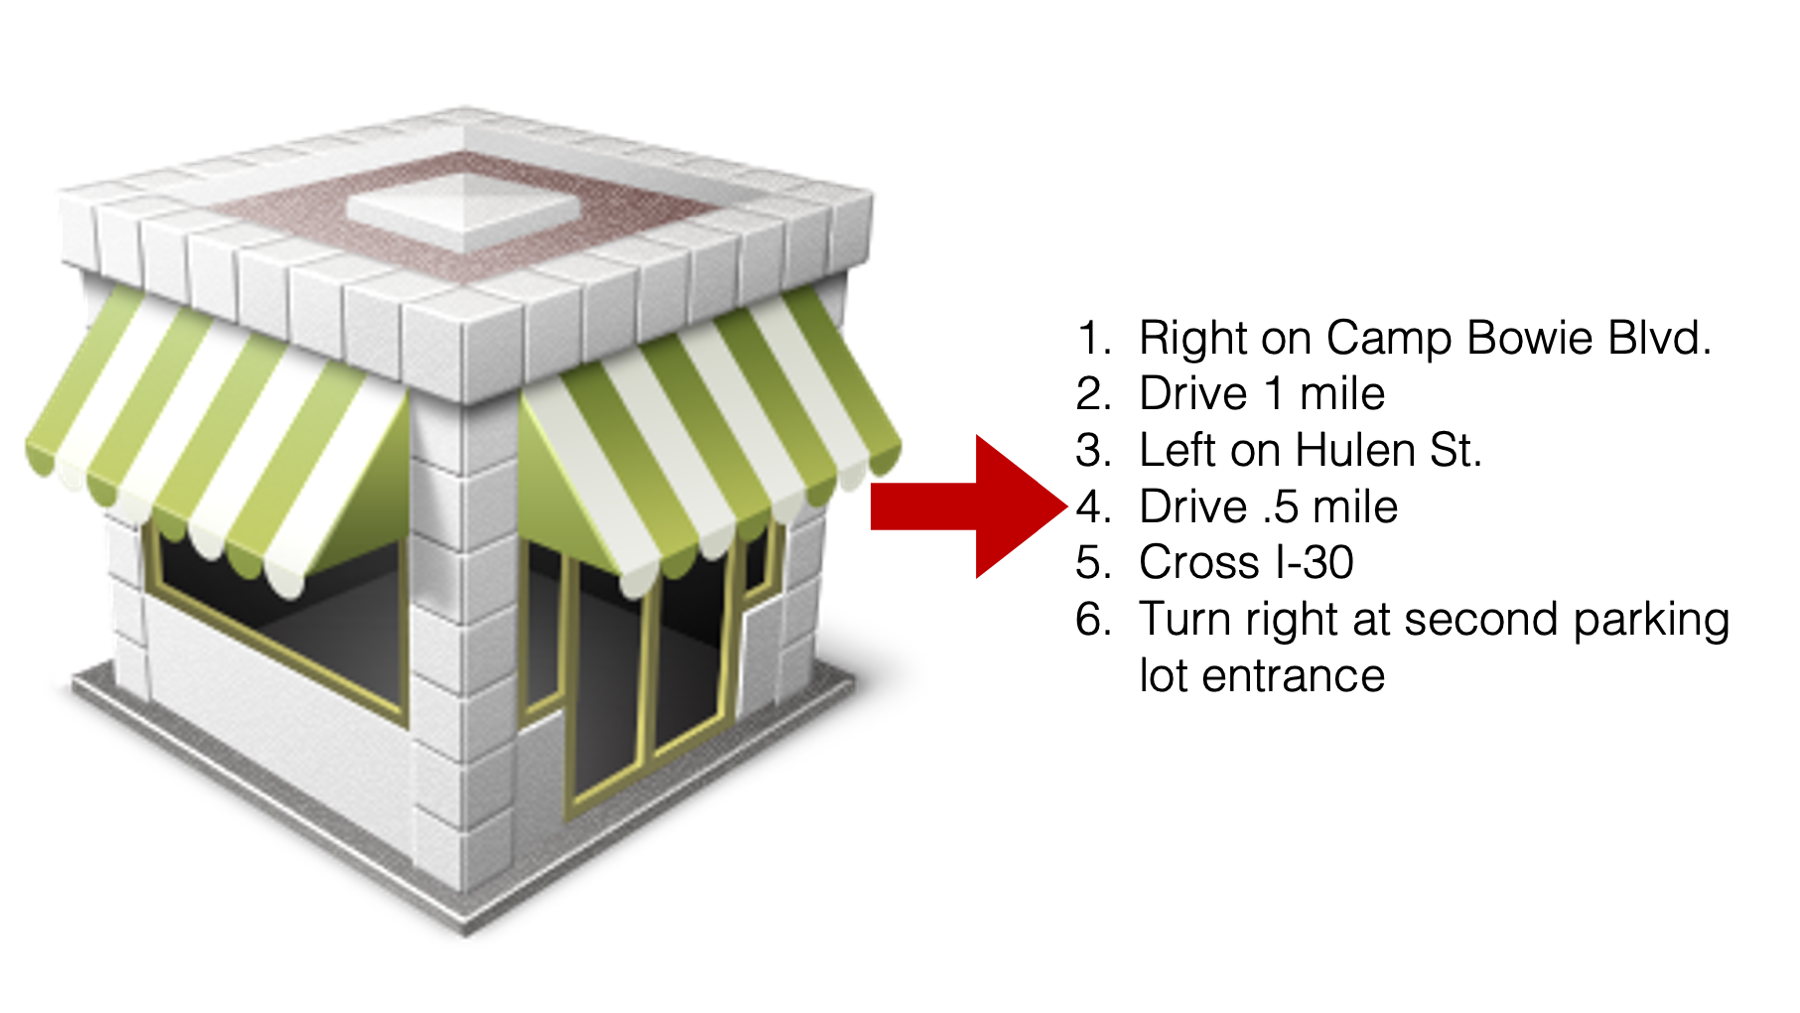 1. Right on Camp Bowie Blvd.
2. Drive 1 mile
3. Left on Hulen St.
4. Drive .5 mile
5. Cross I-30
6. Turn right at second parking
lot entrance